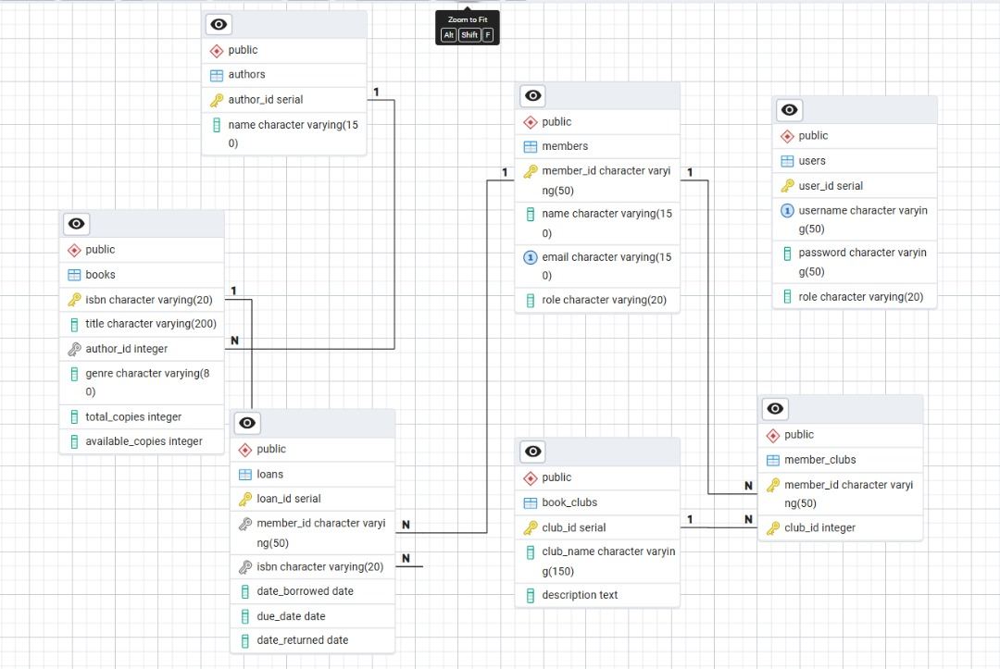 Zoom to Fit
Alt Shift F
public
authors
author_id serial
name character varying(15
0)
1
public
members
member_id character varyi
ng(50)
name character varying(15
0)
email character varying(15
0)
role character varying(20)
1
1
1
public
users
user_id serial
username character varyin
g(50)
password character varyin
g(50)
role character varying(20)
1
public
books
isbn character varying(20)
title character varying(200)
author_id integer
genre character varying(8
0)
total_copies integer
available_copies integer
1
N
public
loans
loan_id serial
member_id character varyi
ng(50)
isbn character varying(20)
date_borrowed date
due_date date
date_returned date
N
N
public
book_clubs
club_id serial
club_name character varyin
g(150)
description text
1
N
N
public
member_clubs
member_id character varyi
ng(50)
club_id integer